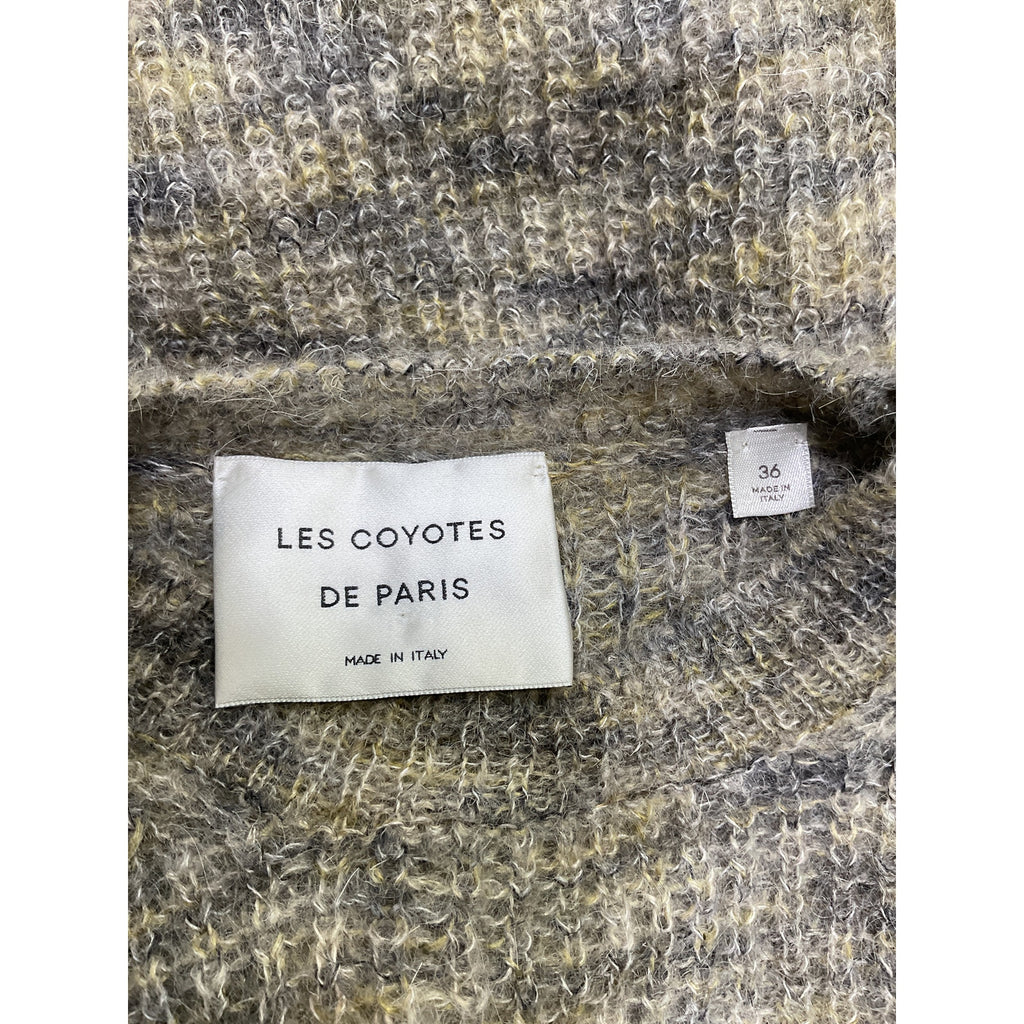 LES COYOTES
DE PARIS
MADE IN ITALY
36
MADE IN
ITALY